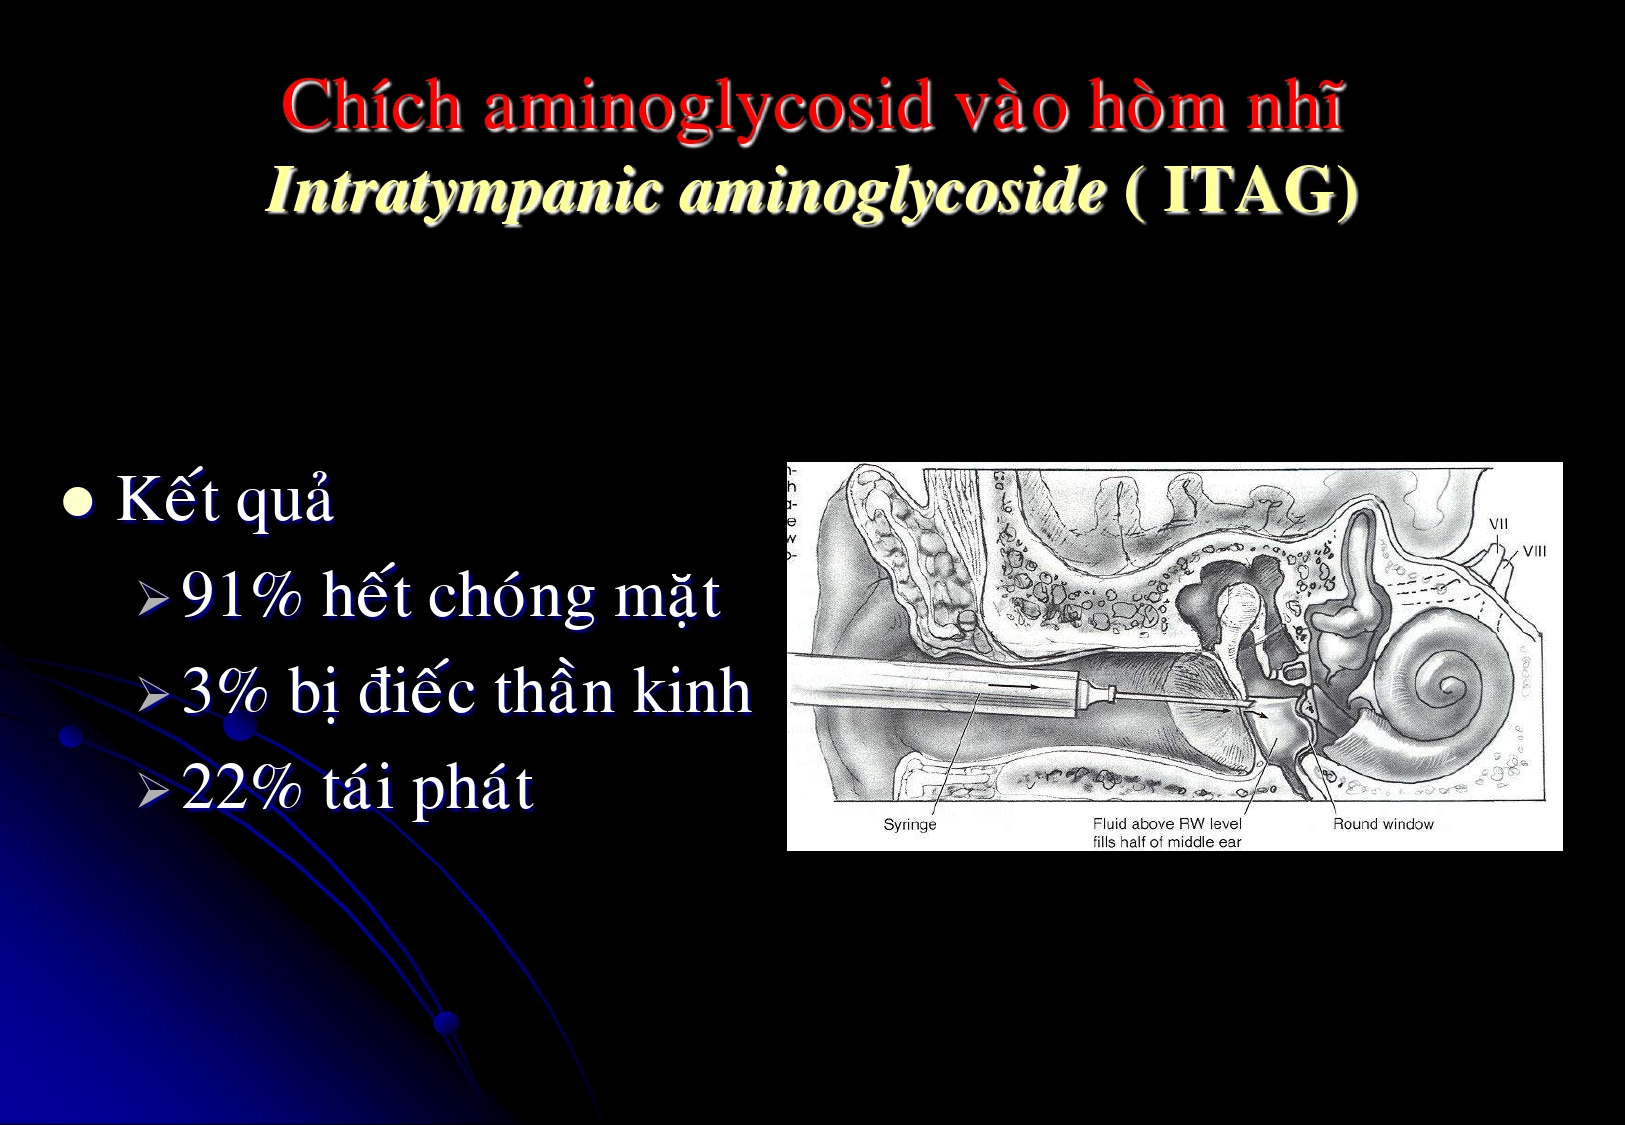 Chích aminoglycosid vào hòm nhĩ
Intratympanic aminoglycoside ( ITAG)
Kết quả
91% hết chóng mặt
3% bị điếc thần kinh
22% tái phát
n-
h
a-
e
w
o-
VII
VIII
Syringe
Fluid above RW level
fills half of middle ear
Round window